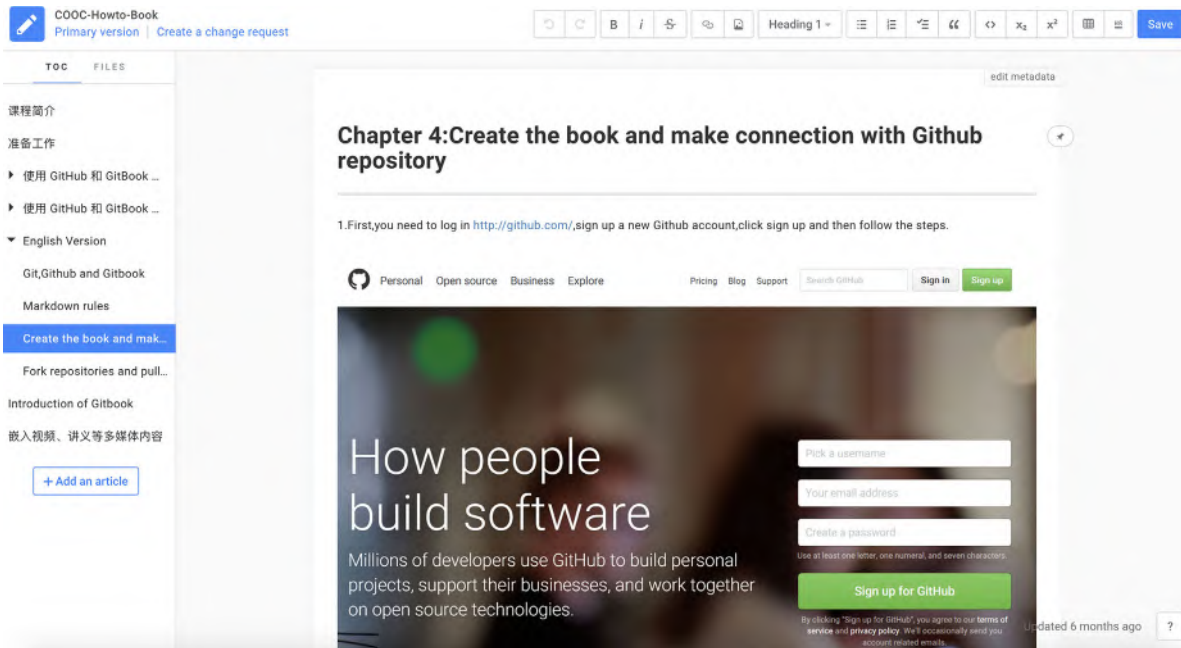 COOC-Howto-Book
Primary version | Create a change request
B i S Heading 1 “ <> x₂ x² Save
TOC FILES
edit metadata
课程简介
准备工作
使用 GitHub 和 GitBook ...
使用 GitHub 和 GitBook ...
English Version
Git,Github and Gitbook
Markdown rules
Create the book and mak...
Fork repositories and pull...
Introduction of Gitbook
嵌入视频、讲义等多媒体内容
+ Add an article
Chapter 4:Create the book and make connection with Github
repository
1.First,you need to log in http://github.com/,sign up a new Github account,click sign up and then follow the steps.
Personal Open source Business Explore Pricing Blog Support Search GitHub Sign in Sign up
How people
build software
Millions of developers use GitHub to build personal
projects, support their businesses, and work together
on open source technologies.
Pick a username
Your email address
Create a password
Use at least one letter, one numeral, and seven characters.
Sign up for GitHub
By clicking "Sign up for GitHub", you agree to our terms of
service and privacy policy. We'll occasionally send you
account related emails.
Updated 6 months ago ?